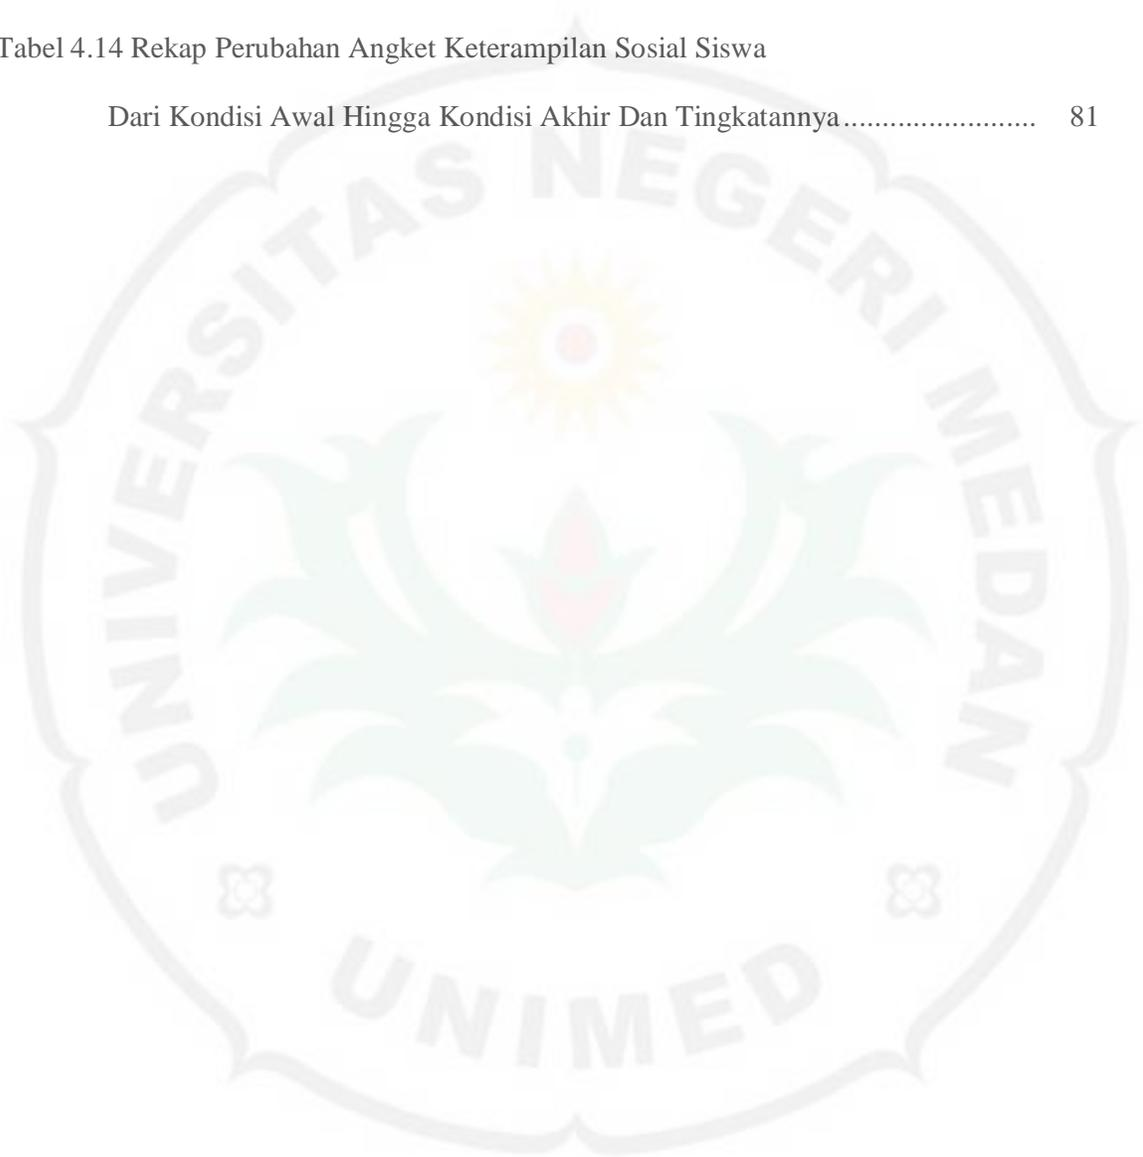 Tabel 4.14 Rekap Perubahan Angket Keterampilan Sosial Siswa
Dari Kondisi Awal Hingga Kondisi Akhir Dan Tingkatannya......................... 81
UNIVERSITAS NEGERI MEDAN
UNIMED